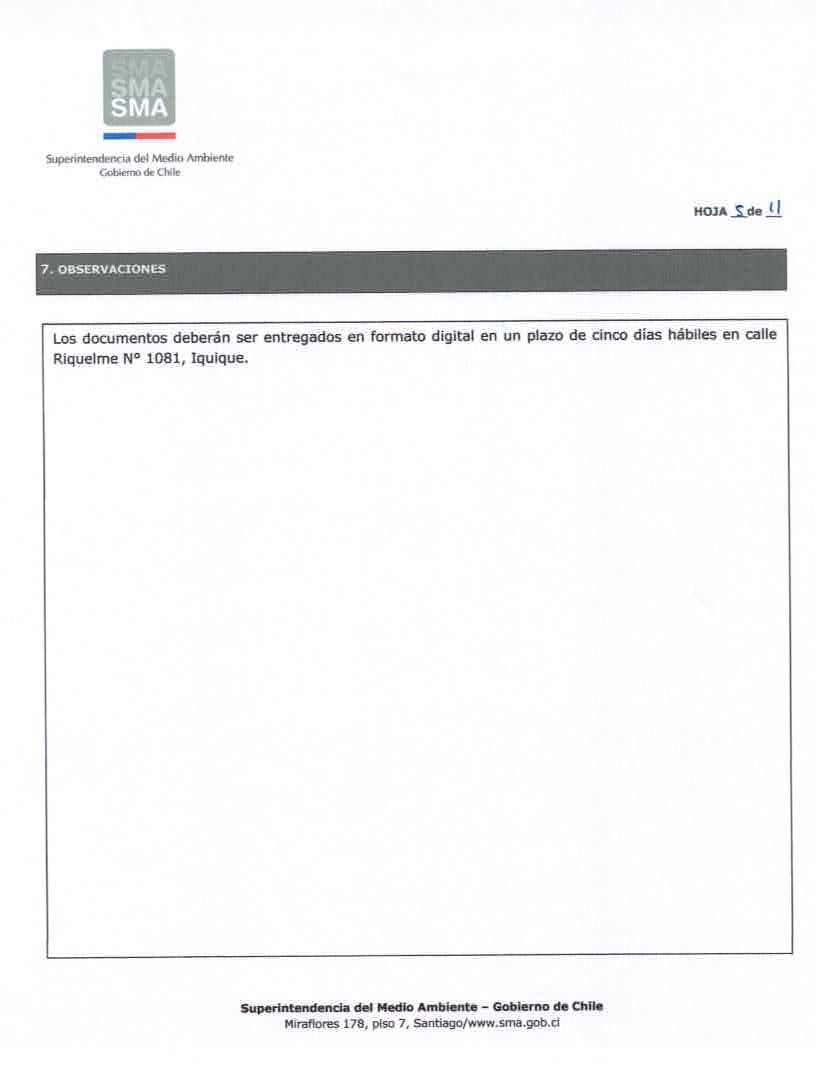 SMA
SMA
SMA
Superintendencia del Medio Ambiente
Gobierno de Chile
HOJA 5 de 11
7. OBSERVACIONES
Los documentos deberán ser entregados en formato digital en un plazo de cinco días hábiles en calle
Riquelme Nº 1081, Iquique.
Superintendencia del Medio Ambiente – Gobierno de Chile
Miraflores 178, piso 7, Santiago/www.sma.gob.cl